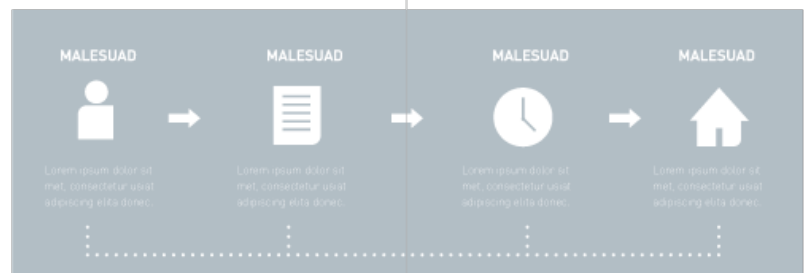 MALESUAD
MALESUAD
MALESUAD
MALESUAD
Lorem ipsum dolor sit
met, consectetur usiat
adipiscing elita donec.
Lorem ipsum dolor sit
met, consectetur usiat
adipiscing elita donec.
Lorem ipsum dolor sit
met, consectetur usiat
adipiscing elita donec.
Lorem ipsum dolor sit
met, consectetur usiat
adipiscing elita donec.